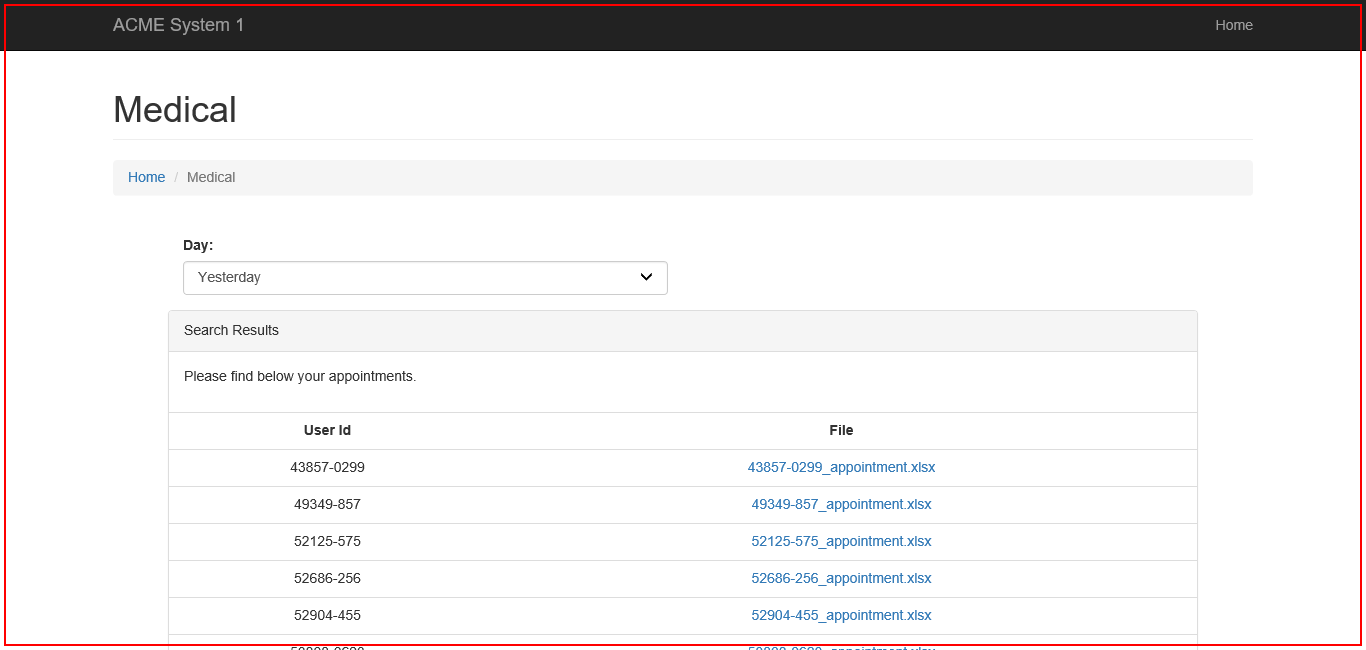 ACME System 1 Home
Medical
Home / Medical
Day:
Yesterday
Search Results
Please find below your appointments.
User Id File
43857-0299 43857-0299_appointment.xlsx
49349-857 49349-857_appointment.xlsx
52125-575 52125-575_appointment.xlsx
52686-256 52686-256_appointment.xlsx
52904-455 52904-455_appointment.xlsx